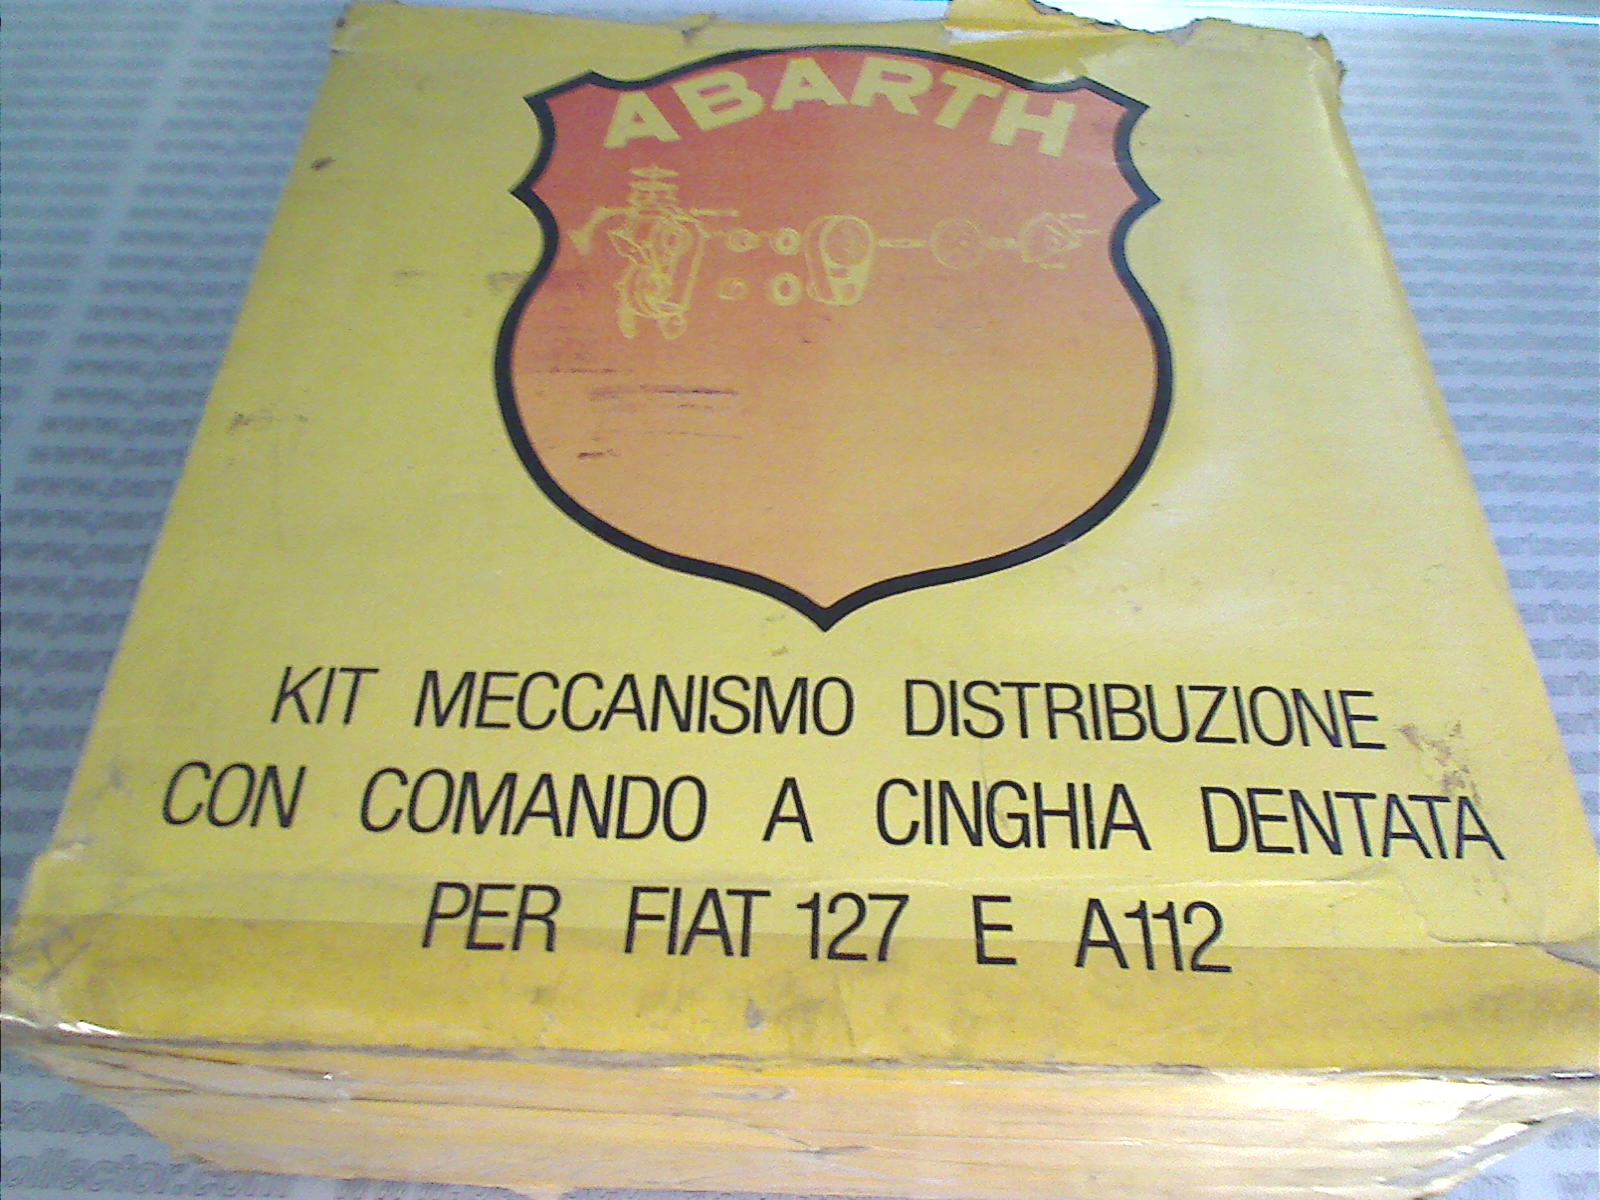 ABARTH
KIT MECCANISMO DISTRIBUZIONE
CON COMANDO A CINGHIA DENTATA
PER FIAT 127 E A112